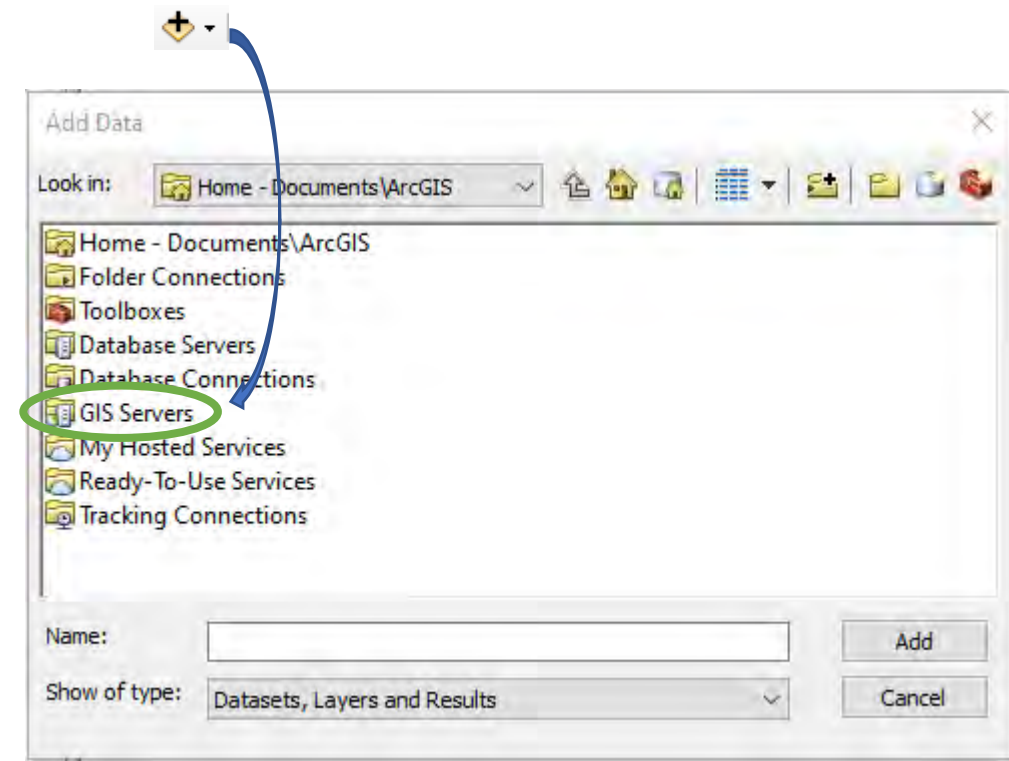 Add Data
Look in: Home - Documents\ArcGIS
Home - Documents\ArcGIS
Folder Connections
Toolboxes
Database Servers
Database Connections
GIS Servers
My Hosted Services
Ready-To-Use Services
Tracking Connections
Name: Add
Show of type: Datasets, Layers and Results Cancel